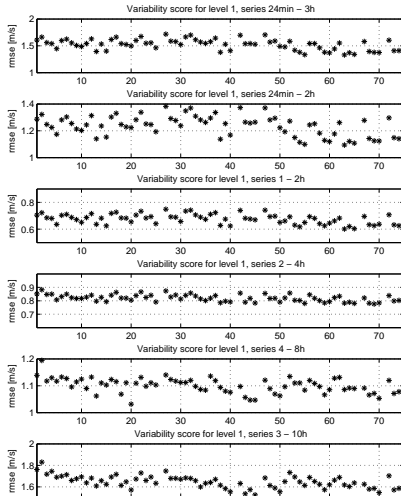 Variability score for level 1, series 24min − 3h
2
1.5
1
rmse [m/s]
10 20 30 40 50 60 70
Variability score for level 1, series 24min − 2h
1.4
1.2
1
rmse [m/s]
10 20 30 40 50 60 70
Variability score for level 1, series 1 − 2h
0.8
0.6
rmse [m/s]
10 20 30 40 50 60 70
Variability score for level 1, series 2 − 4h
0.9
0.8
0.7
rmse [m/s]
10 20 30 40 50 60 70
Variability score for level 1, series 4 − 8h
1.2
1.1
1
rmse [m/s]
10 20 30 40 50 60 70
Variability score for level 1, series 3 − 10h
2
1.8
1.6
rmse [m/s]